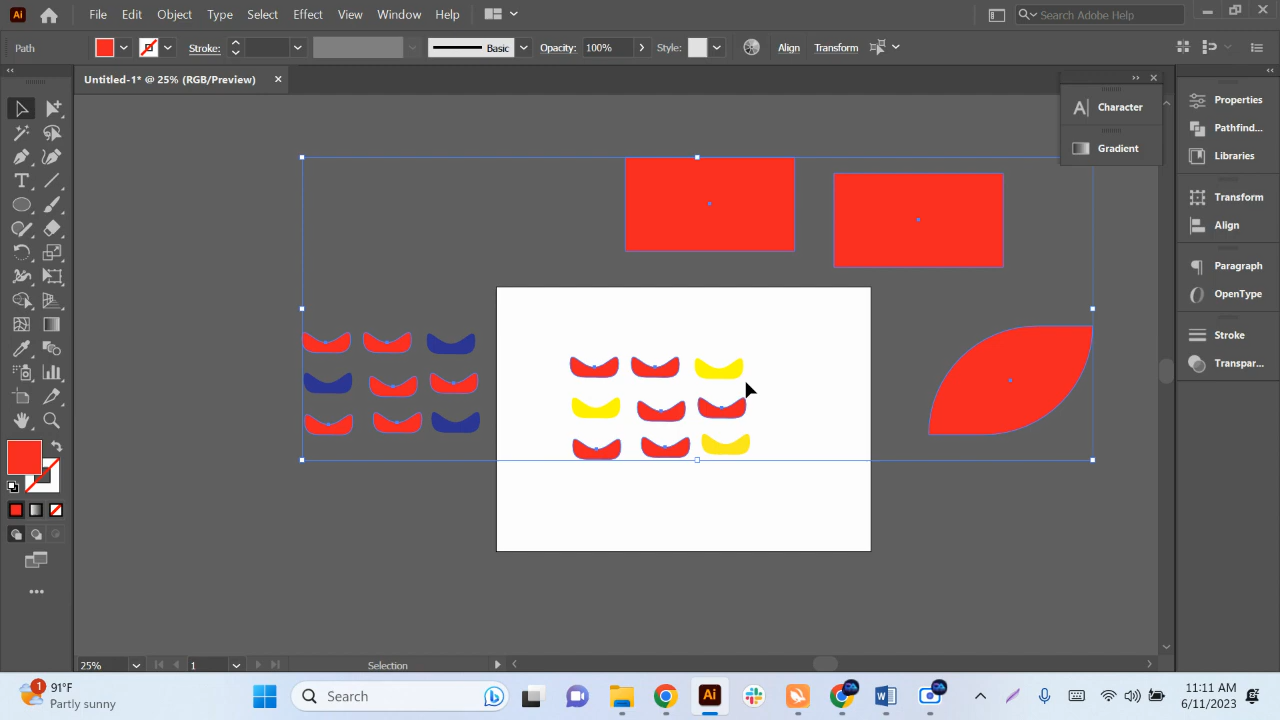 Ai File Edit Object Type Select Effect View Window Help Search Adobe Help
Path Stroke: Basic Opacity: 100% Style: Align Transform
Untitled-1* @ 25% (RGB/Preview)
Character
Gradient
Properties
Pathfind...
Libraries
Transform
Align
Paragraph
OpenType
Stroke
Transpar...
25% 1 Selection
1 91°F
Partly sunny
Search
Ai
11:11 AM
6/11/2023